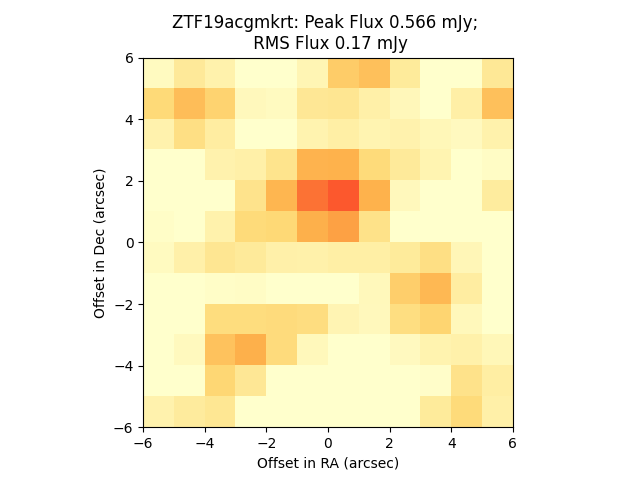 ZTF19acgmkrt: Peak Flux 0.566 mJy;
RMS Flux 0.17 mJy
6
4
2
0
−2
−4
−6
Offset in Dec (arcsec)
−6 −4 −2 0 2 4 6
Offset in RA (arcsec)